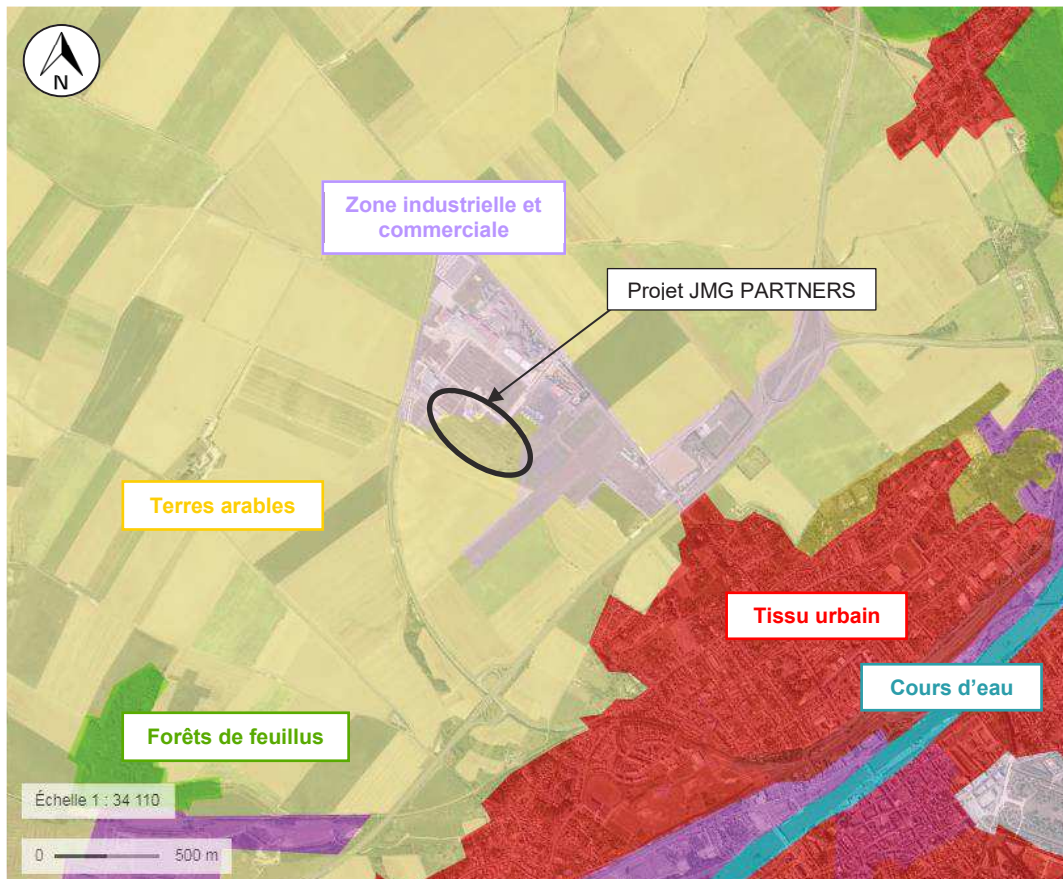 N
Zone industrielle et
commerciale
Projet JMG PARTNERS
Terres arables
Tissu urbain
Cours d’eau
Forêts de feuillus
Échelle 1 : 34 110
0 500 m